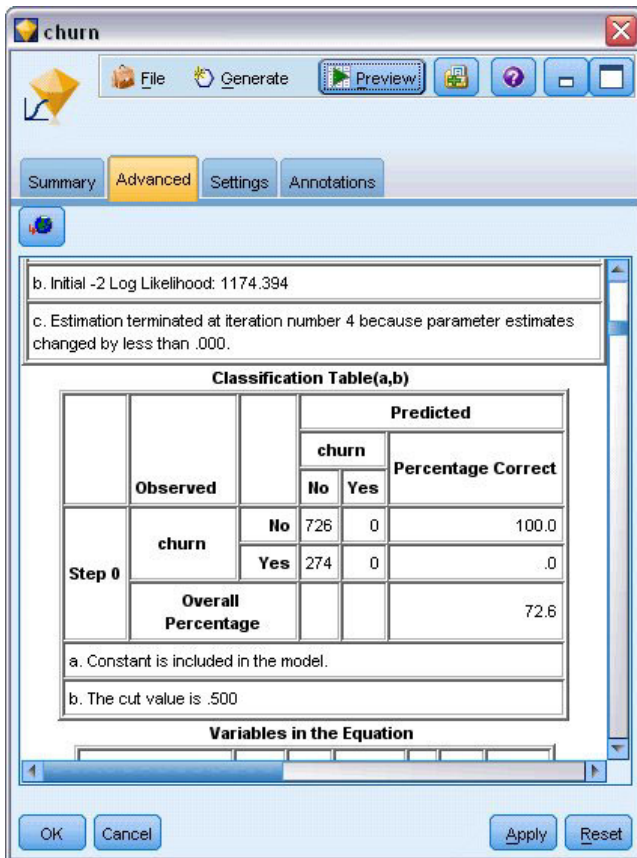 churn
File Generate Preview
Summary Advanced Settings Annotations
b. Initial -2 Log Likelihood: 1174.394
c. Estimation terminated at iteration number 4 because parameter estimates
changed by less than .000.
Classification Table(a,b)
Predicted
churn
Percentage Correct
Observed No Yes
No 726 0 100.0
churn
Yes 274 0 .0
Step 0
Overall
Percentage
72.6
a. Constant is included in the model.
b. The cut value is .500
Variables in the Equation
OK Cancel Apply Reset